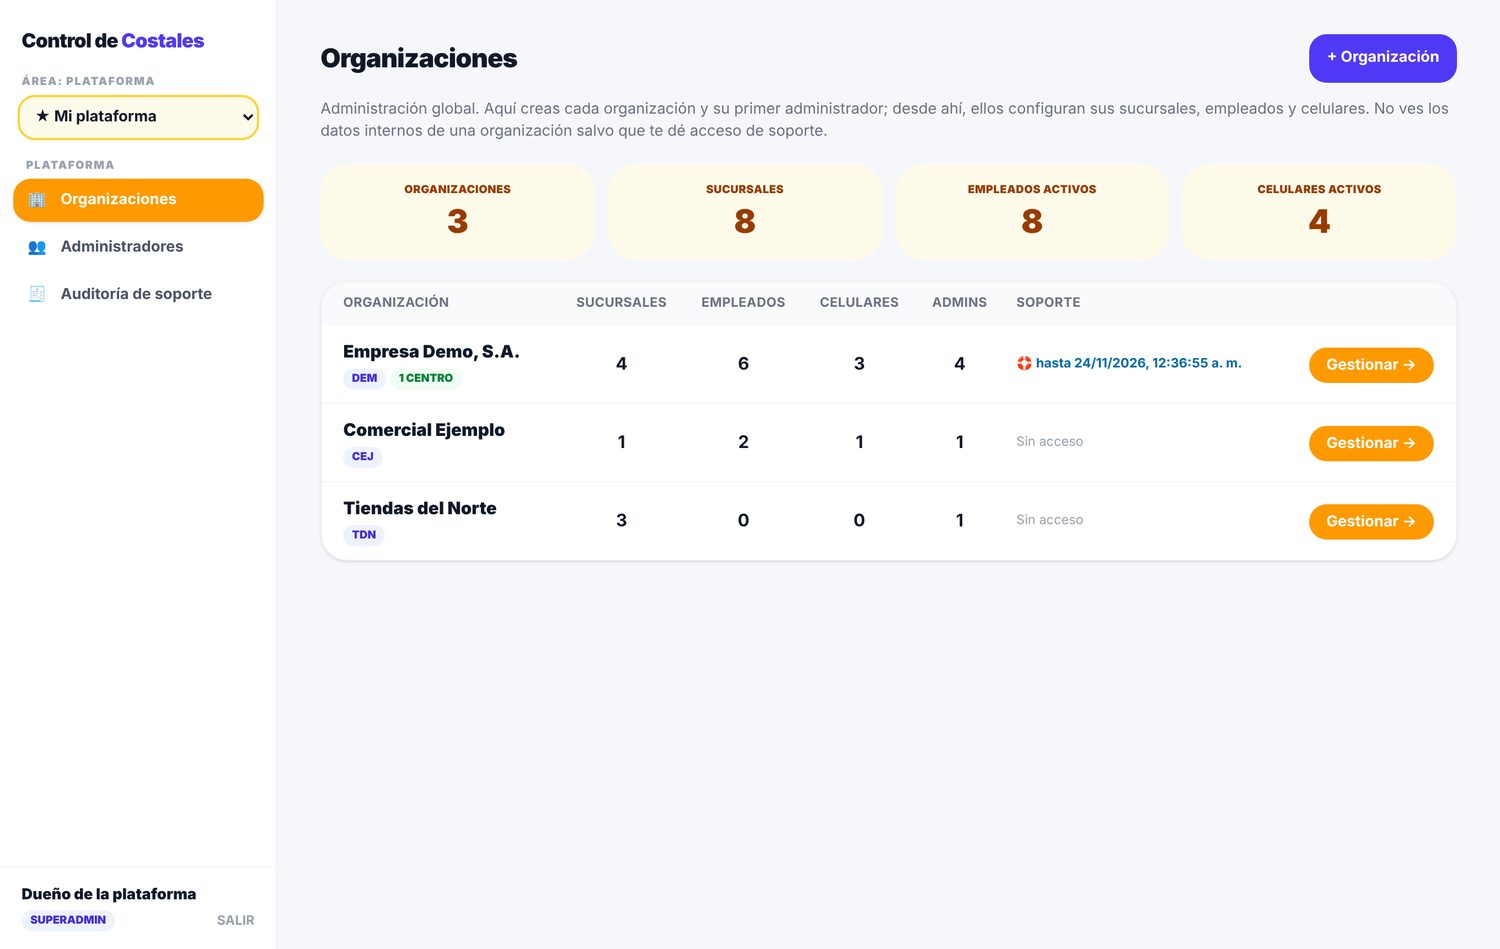 Control de Costales
ÁREA: PLATAFORMA
★ Mi plataforma
PLATAFORMA
Organizaciones
Administradores
Auditoría de soporte
Dueño de la plataforma
SUPERADMIN
SALIR
Organizaciones
+ Organización
Administración global. Aquí creas cada organización y su primer administrador; desde ahí, ellos configuran sus sucursales, empleados y celulares. No ves los
datos internos de una organización salvo que te dé acceso de soporte.
ORGANIZACIONES SUCURSALES EMPLEADOS ACTIVOS CELULARES ACTIVOS
3 8 8 4
ORGANIZACIÓN SUCURSALES EMPLEADOS CELULARES ADMINS SOPORTE
Empresa Demo, S.A. 4 6 3 4 hasta 24/11/2026, 12:36:55 a. m. Gestionar →
DEM 1 CENTRO
Comercial Ejemplo 1 2 1 1 Sin acceso Gestionar →
CEJ
Tiendas del Norte 3 0 0 1 Sin acceso Gestionar →
TDN